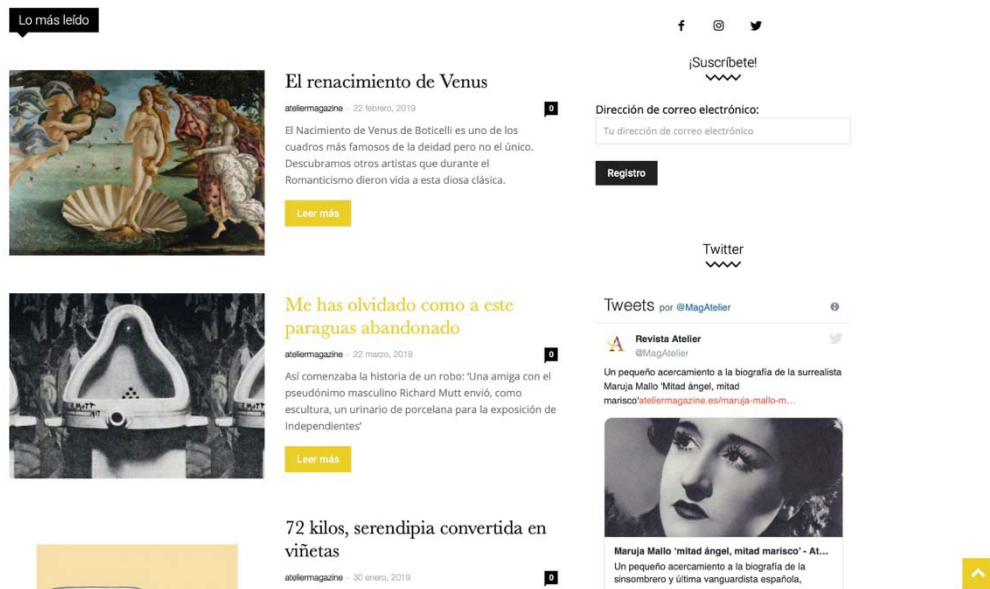 Lo más leído
El renacimiento de Venus
ateliermagazine - 22 febrero, 2019
0
El Nacimiento de Venus de Boticelli es uno de los
cuadros más famosos de la deidad pero no el único.
Descubramos otros artistas que durante el
Romanticismo dieron vida a esta diosa clásica.
Leer más
Me has olvidado como a este
paraguas abandonado
ateliermagazine - 22 marzo, 2019
0
Así comenzaba la historia de un robo: ‘Una amiga con el
pseudónimo masculino Richard Mutt envió, como
escultura, un urinario de porcelana para la exposición de
Independientes’
Leer más
72 kilos, serendipia convertida en
viñetas
ateliermagazine - 30 enero, 2019
0
¡Suscríbete!
Dirección de correo electrónico:
Tu dirección de correo electrónico
Registro
Twitter
Tweets por @MagAtelier
Revista Atelier
@MagAtelier
Un pequeño acercamiento a la biografía de la surrealista
Maruja Mallo 'Mitad ángel, mitad
marisco'ateliermagazine.es/maruja-mallo-m…
Maruja Mallo ‘mitad ángel, mitad marisco’ - At...
Un pequeño acercamiento a la biografía de la
sinsombrero y última vanguardista española,